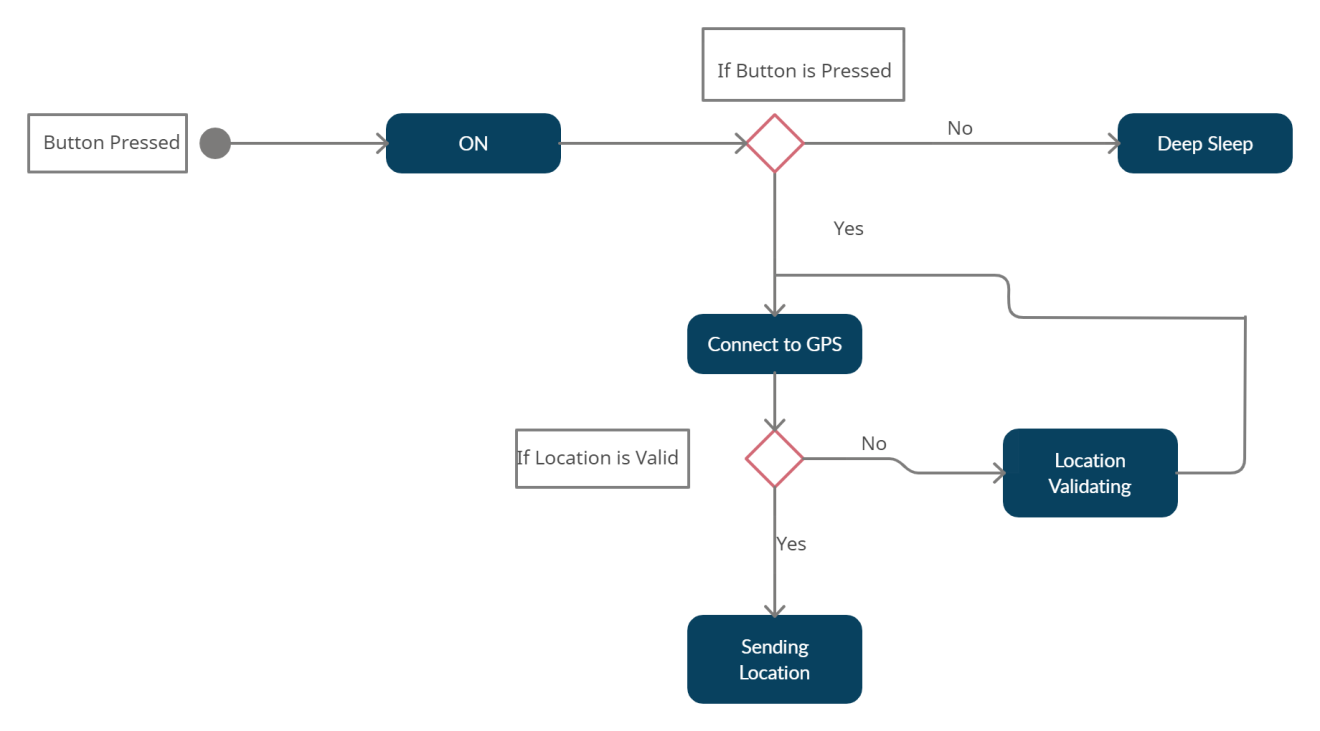 If Button is Pressed
Button Pressed
ON
No
Deep Sleep
Yes
Connect to GPS
If Location is Valid
No
Location
Validating
Yes
Sending
Location